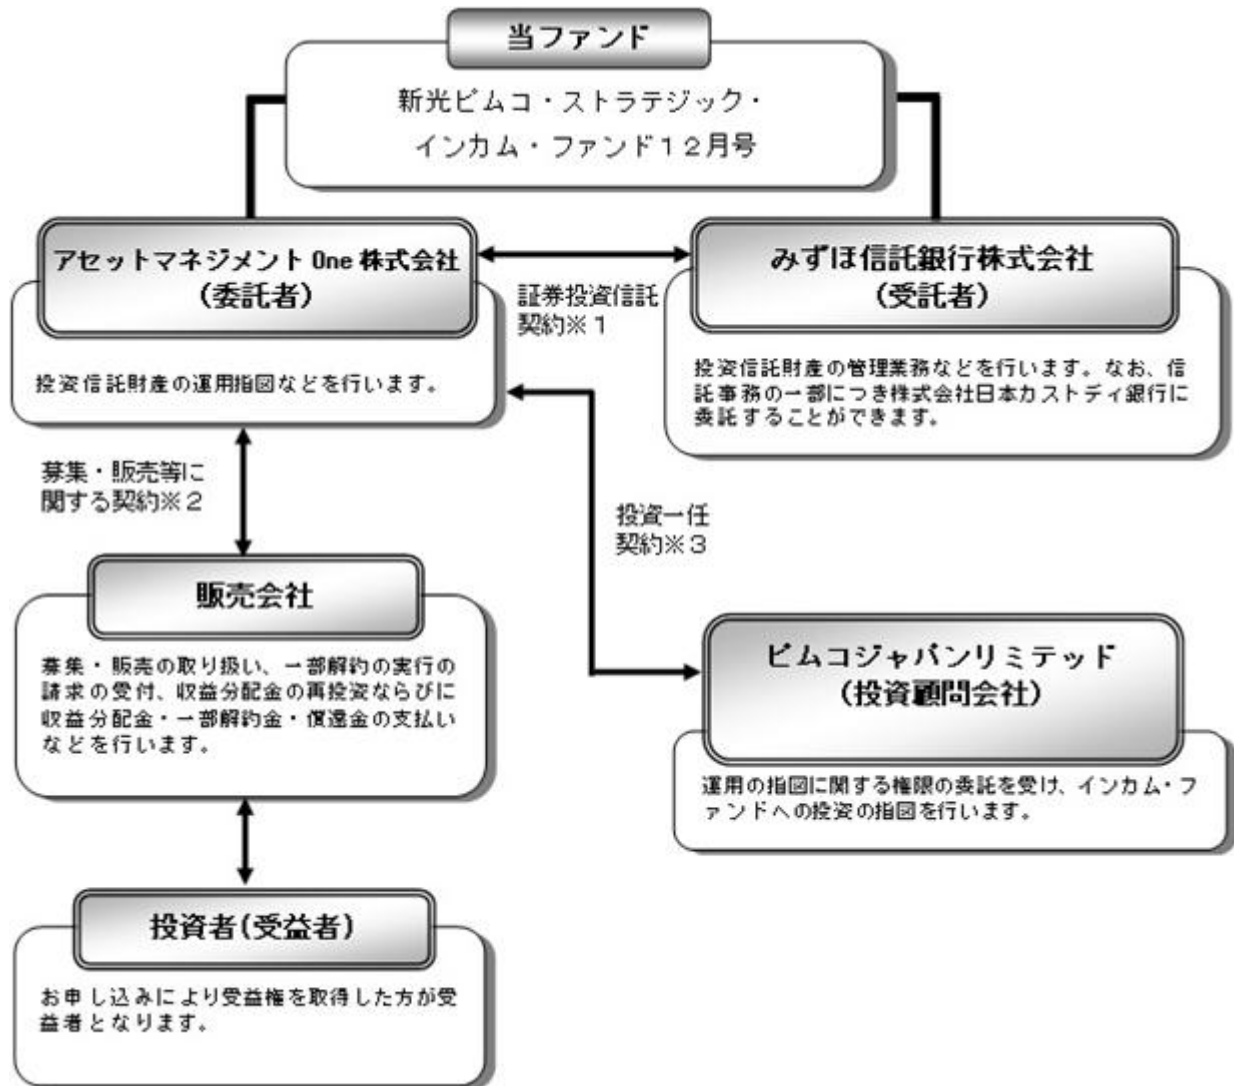 当ファンド
新光ピムコ・ストラテジック・
インカム・ファンド１２月号
アセットマネジメント One 株式会社
（委託者）
投資信託財産の運用指図などを行います。
証券投資信託
契約※１
みずほ信託銀行株式会社
（受託者）
投資信託財産の管理業務などを行います。なお、信
託事務の一部につき株式会社日本カストディ銀行に
委託することができます。
募集・販売等に
関する契約※２
投資一任
契約※３
販売会社
募集・販売の取り扱い、一部解約の実行の
請求の受付、収益分配金の再投資ならびに
収益分配金・一部解約金・償還金の支払い
などを行います。
ピムコジャパンリミテッド
（投資顧問会社）
運用の指図に関する権限の委託を受け、インカム・フ
ァンドへの投資の指図を行います。
投資者（受益者）
お申し込みにより受益権を取得した方が受
益者となります。